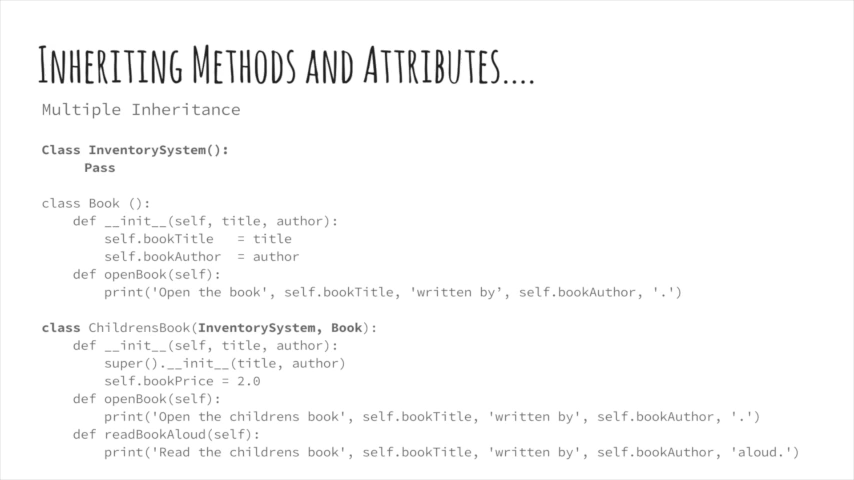 Inheriting Methods and Attributes....
Multiple Inheritance
Class InventorySystem():
Pass
class Book ():
def __init__(self, title, author):
self.bookTitle = title
self.bookAuthor = author
def openBook(self):
print('Open the book', self.bookTitle, 'written by’, self.bookAuthor, '.')
class ChildrensBook(InventorySystem, Book):
def __init__(self, title, author):
super().__init__(title, author)
self.bookPrice = 2.0
def openBook(self):
print('Open the childrens book', self.bookTitle, 'written by', self.bookAuthor, '.')
def readBookAloud(self):
print('Read the childrens book', self.bookTitle, 'written by', self.bookAuthor, 'aloud.')